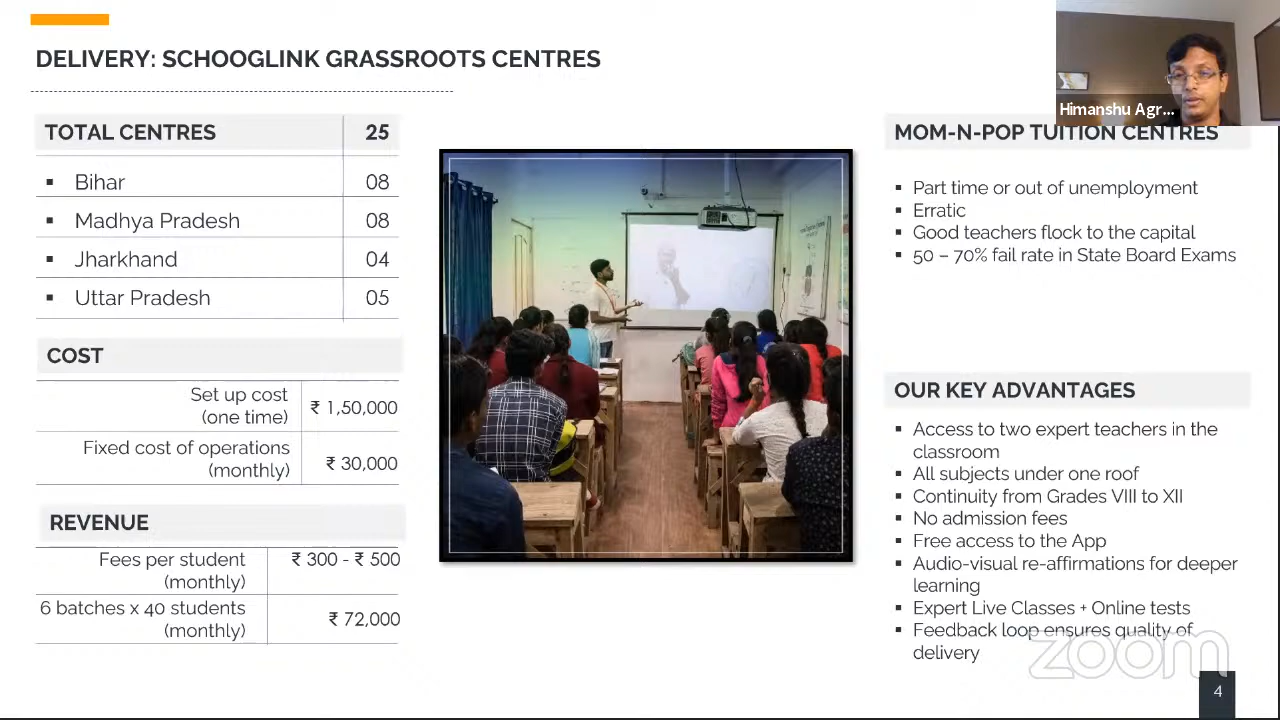 DELIVERY: SCHOOGLINK GRASSROOTS CENTRES
TOTAL CENTRES 25
▪ Bihar 08
▪ Madhya Pradesh 08
▪ Jharkhand 04
▪ Uttar Pradesh 05
COST
Set up cost
(one time) ₹ 1,50,000
Fixed cost of operations
(monthly) ₹ 30,000
REVENUE
Fees per student ₹ 300 - ₹ 500
(monthly)
6 batches x 40 students
(monthly) ₹ 72,000
Himanshu Agr...
MOM-N-POP TUITION CENTRES
▪ Part time or out of unemployment
▪ Erratic
▪ Good teachers flock to the capital
▪ 50 – 70% fail rate in State Board Exams
OUR KEY ADVANTAGES
▪ Access to two expert teachers in the
classroom
▪ All subjects under one roof
▪ Continuity from Grades VIII to XII
▪ No admission fees
▪ Free access to the App
▪ Audio-visual re-affirmations for deeper
learning
▪ Expert Live Classes + Online tests
▪ Feedback loop ensures quality of
delivery
zoom
4